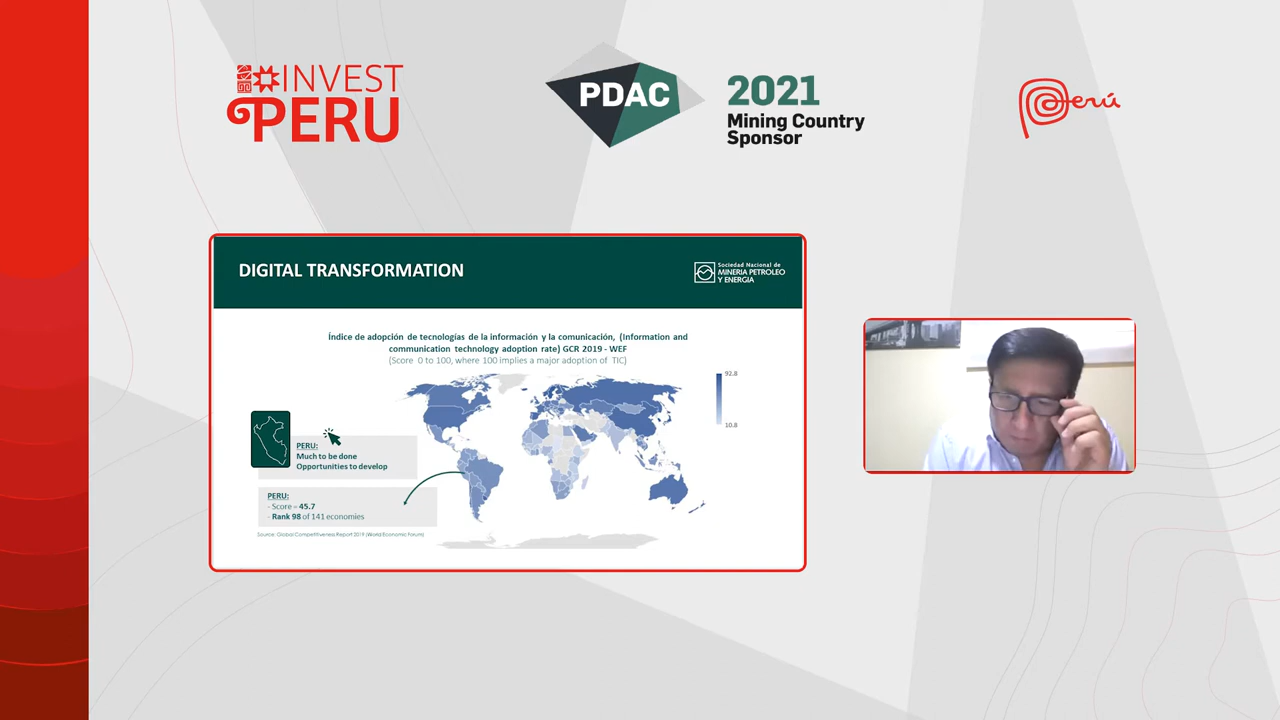 INVEST
PERU
PDAC
2021
Mining Country
Sponsor
Perú
DIGITAL TRANSFORMATION
Sociedad Nacional de
MINERIA PETROLEO
Y ENERGIA
Índice de adopción de tecnologías de la información y la comunicación, (Information and
communication technology adoption rate) GCR 2019 - WEF
(Score 0 to 100, where 100 implies a major adoption of TIC)
92.8
10.8
PERU:
Much to be done
Opportunities to develop
PERU:
- Score = 45.7
- Rank 98 of 141 economies
Source: Global Competitiveness Report 2019 (World Economic Forum)